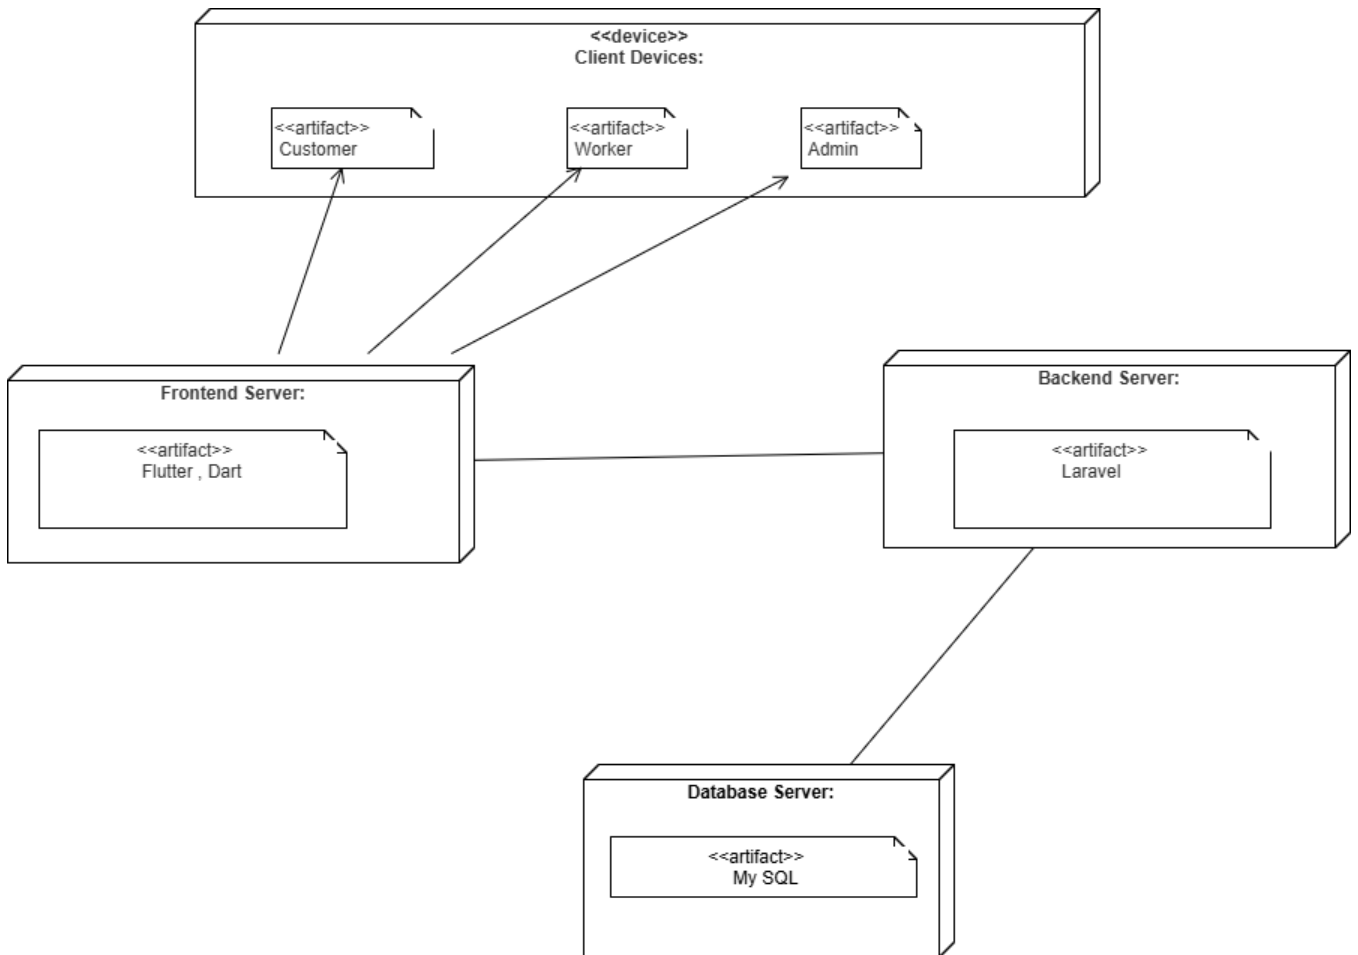 <<device>>
Client Devices:
<<artifact>>
Customer
<<artifact>>
Worker
<<artifact>>
Admin
Frontend Server:
<<artifact>>
Flutter , Dart
Backend Server:
<<artifact>>
Laravel
Database Server:
<<artifact>>
My SQL